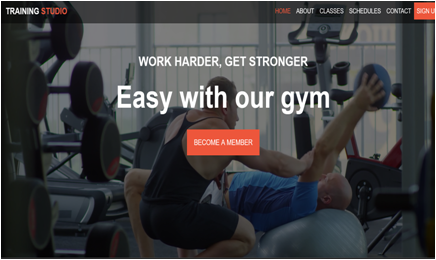 TRAINING STUDIO
HOME ABOUT CLASSES SCHEDULES CONTACT SIGN U
WORK HARDER, GET STRONGER
Easy with our gym
BECOME A MEMBER